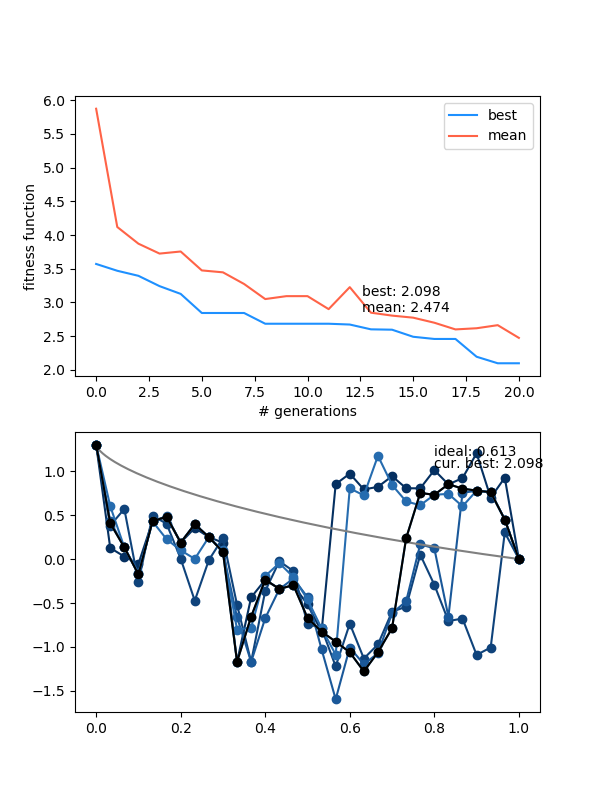 6.0
5.5
5.0
4.5
4.0
3.5
3.0
2.5
2.0
fitness function
best
mean
best: 2.098
mean: 2.474
0.0 2.5 5.0 7.5 10.0 12.5 15.0 17.5 20.0
# generations
ideal: 0.613
cur. best: 2.098
1.0
0.5
0.0
−0.5
−1.0
−1.5
0.0 0.2 0.4 0.6 0.8 1.0